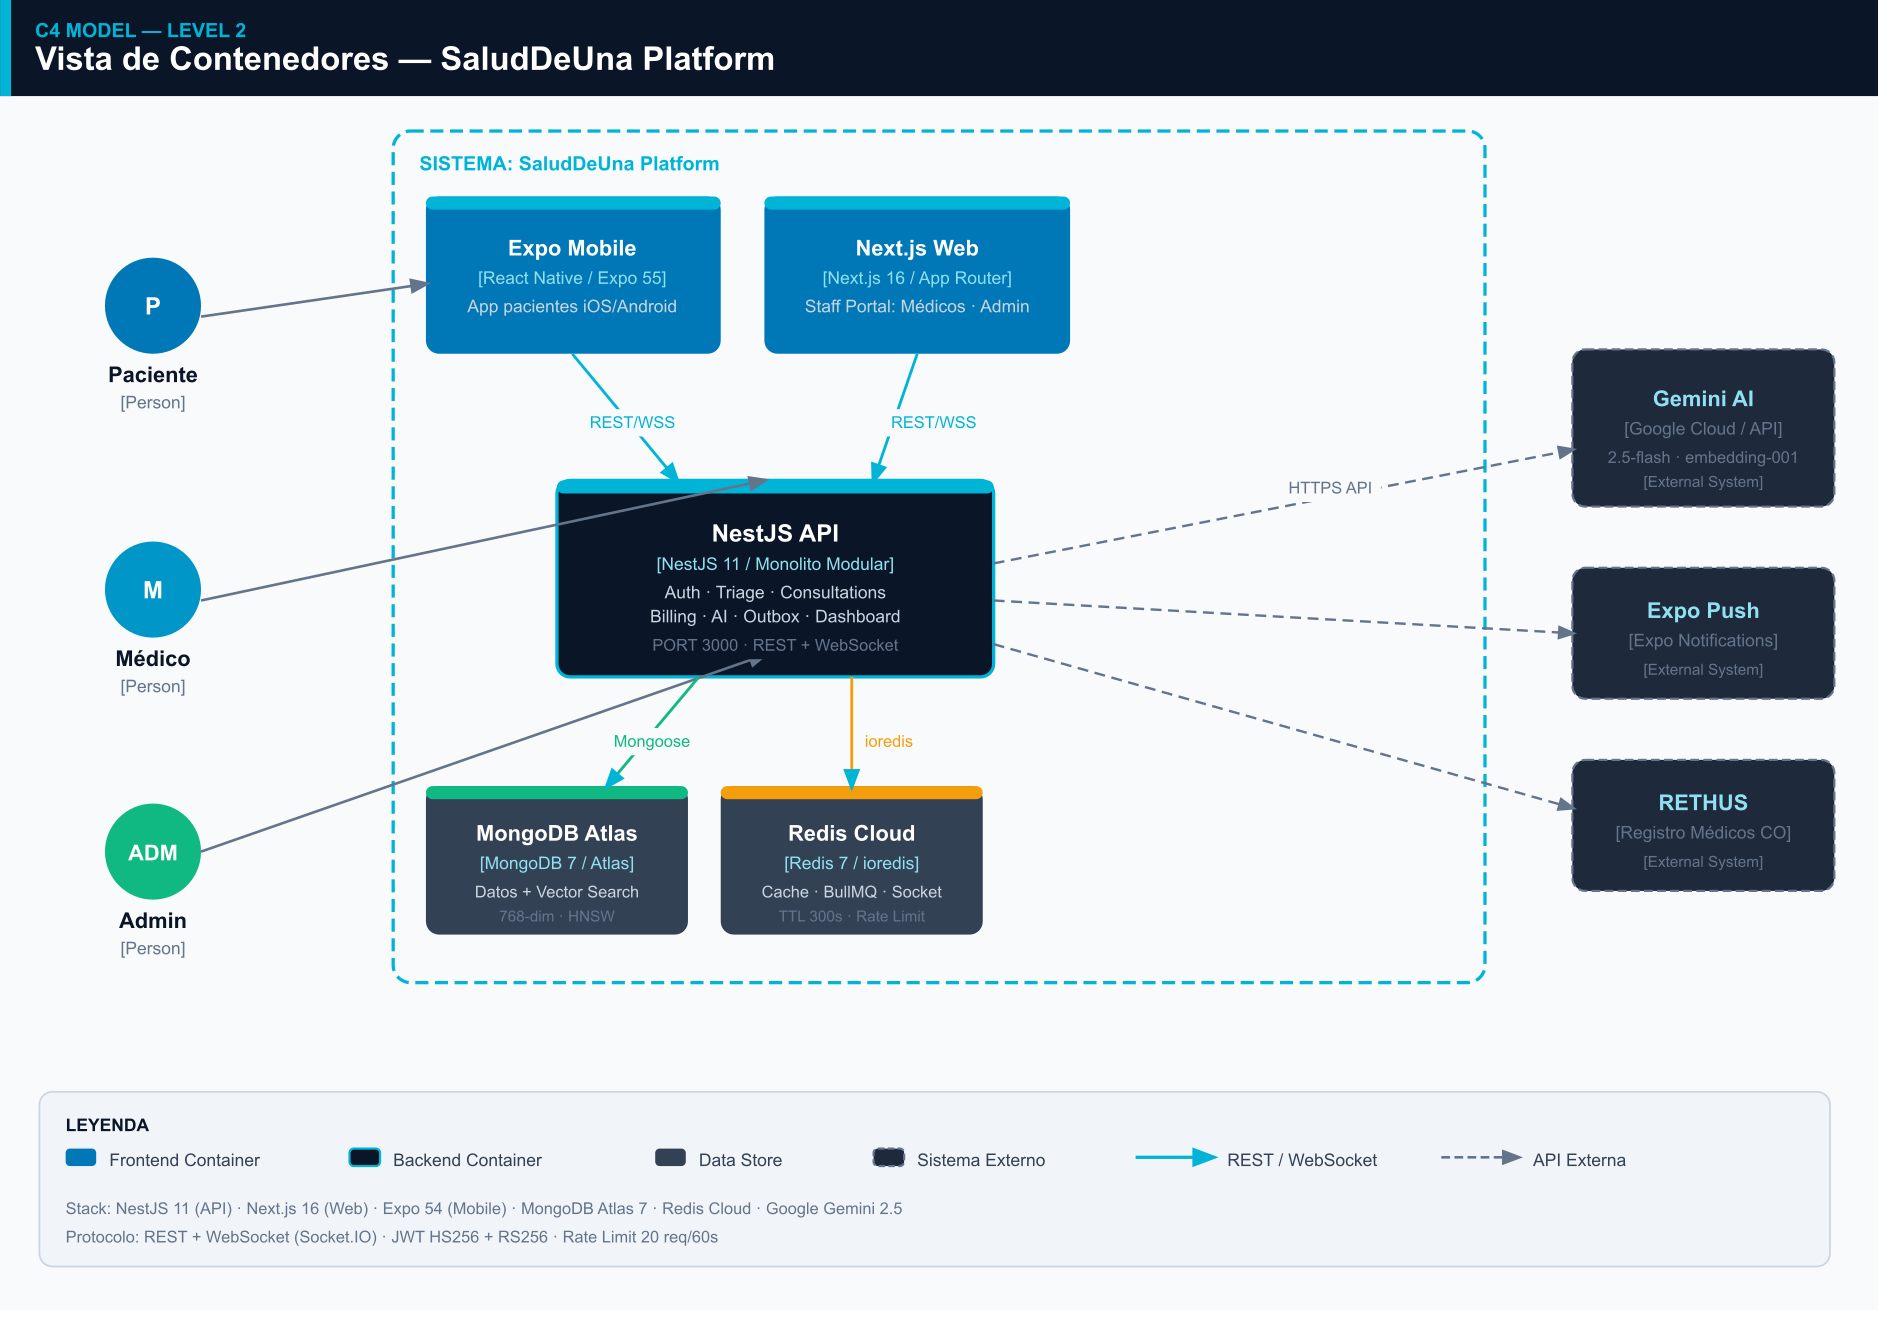 C4 MODEL — LEVEL 2
Vista de Contenedores — SaludDeUna Platform
SISTEMA: SaludDeUna Platform
Expo Mobile
[React Native / Expo 55]
App pacientes iOS/Android
Next.js Web
[Next.js 16 / App Router]
Staff Portal: Médicos · Admin
P
Paciente
[Person]
REST/WSS
REST/WSS
Gemini AI
[Google Cloud / API]
2.5-flash · embedding-001
[External System]
HTTPS API
NestJS API
[NestJS 11 / Monolito Modular]
Auth · Triage · Consultations
Billing · AI · Outbox · Dashboard
PORT 3000 · REST + WebSocket
M
Médico
[Person]
Expo Push
[Expo Notifications]
[External System]
Mongoose
ioredis
RETHUS
[Registro Médicos CO]
[External System]
MongoDB Atlas
[MongoDB 7 / Atlas]
Datos + Vector Search
768-dim · HNSW
Redis Cloud
[Redis 7 / ioredis]
Cache · BullMQ · Socket
TTL 300s · Rate Limit
ADM
Admin
[Person]
LEYENDA
Frontend Container
Backend Container
Data Store
Sistema Externo
REST / WebSocket
API Externa
Stack: NestJS 11 (API) · Next.js 16 (Web) · Expo 54 (Mobile) · MongoDB Atlas 7 · Redis Cloud · Google Gemini 2.5
Protocolo: REST + WebSocket (Socket.IO) · JWT HS256 + RS256 · Rate Limit 20 req/60s